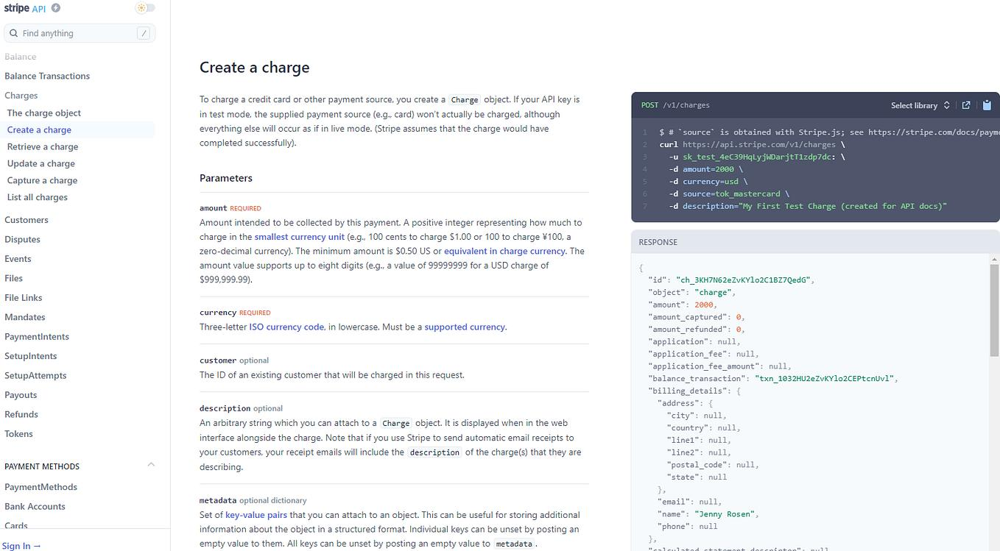 stripe API
Find anything /
Balance
Balance Transactions
Charges
The charge object
Create a charge
Retrieve a charge
Update a charge
Capture a charge
List all charges
Customers
Disputes
Events
Files
File Links
Mandates
PaymentIntents
SetupIntents
SetupAttempts
Payouts
Refunds
Tokens
PAYMENT METHODS
PaymentMethods
Bank Accounts
Cards
Sign In →
Create a charge
To charge a credit card or other payment source, you create a Charge object. If your API key is
in test mode, the supplied payment source (e.g., card) won't actually be charged, although
everything else will occur as if in live mode. (Stripe assumes that the charge would have
completed successfully).
Parameters
amount REQUIRED
Amount intended to be collected by this payment. A positive integer representing how much to
charge in the smallest currency unit (e.g., 100 cents to charge $1.00 or 100 to charge ¥100, a
zero-decimal currency). The minimum amount is $0.50 US or equivalent in charge currency. The
amount value supports up to eight digits (e.g., a value of 99999999 for a USD charge of
$999,999.99).
currency REQUIRED
Three-letter ISO currency code, in lowercase. Must be a supported currency.
customer optional
The ID of an existing customer that will be charged in this request.
description optional
An arbitrary string which you can attach to a Charge object. It is displayed when in the web
interface alongside the charge. Note that if you use Stripe to send automatic email receipts to
your customers, your receipt emails will include the description of the charge(s) that they are
describing.
metadata optional dictionary
Set of key-value pairs that you can attach to an object. This can be useful for storing additional
information about the object in a structured format. Individual keys can be unset by posting an
empty value to them. All keys can be unset by posting an empty value to metadata.
POST /v1/charges Select library
1 $ # `source` is obtained with Stripe.js; see https://stripe.com/docs/payme
2 curl https://api.stripe.com/v1/charges \
3 -u sk_test_4eC39HqLyjWDarjtT1zdp7dc: \
4 -d amount=2000 \
5 -d currency=usd \
6 -d source=tok_mastercard \
7 -d description="My First Test Charge (created for API docs)"
RESPONSE
{
"id": "ch_3KH7N62eZvKYlo2C1BZ7QedG",
"object": "charge",
"amount": 2000,
"amount_captured": 0,
"amount_refunded": 0,
"application": null,
"application_fee": null,
"application_fee_amount": null,
"balance_transaction": "txn_1032HU2eZvKYlo2CEPtcnUvl",
"billing_details": {
"address": {
"city": null,
"country": null,
"line1": null,
"line2": null,
"postal_code": null,
"state": null
},
"email": null,
"name": "Jenny Rosen",
"phone": null
},
"calculated_statement_descriptor": null,